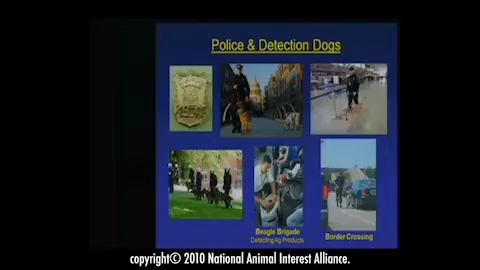 Police & Detection Dogs
Beagle Brigade
Detecting Ag Products
Border Crossing
copyright© 2010 National Animal Interest Alliance.